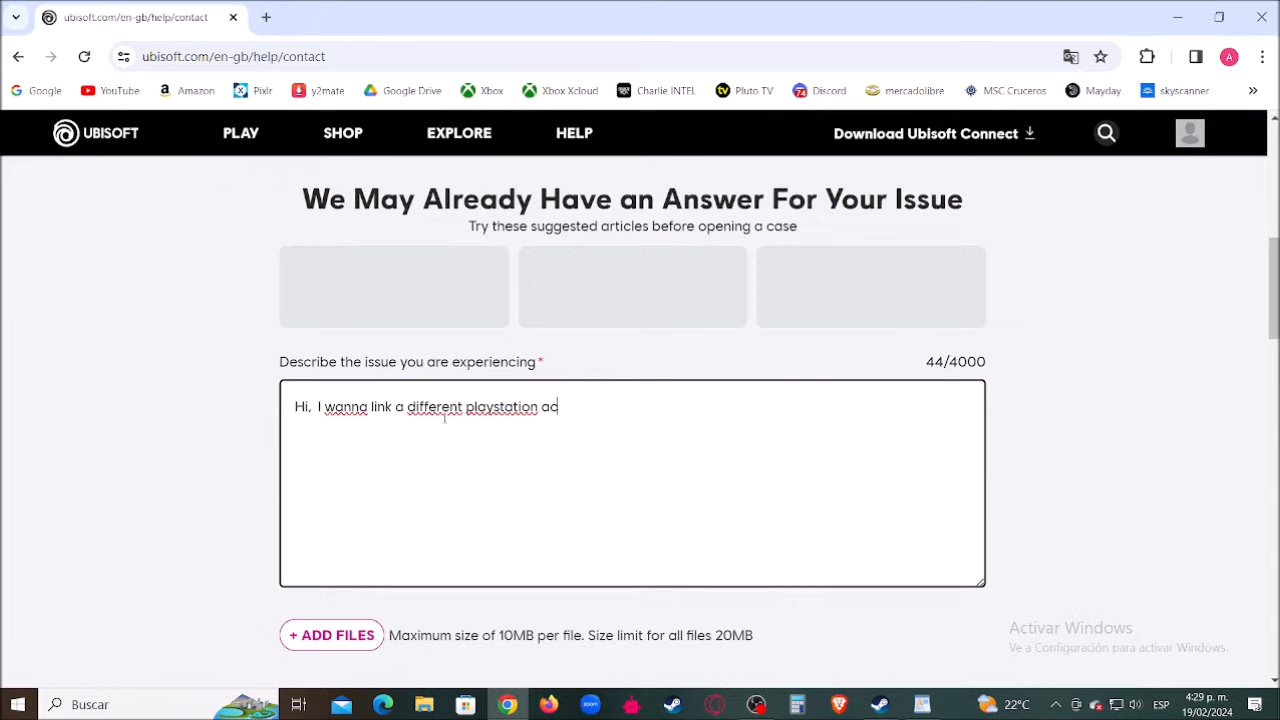 ubisoft.com/en-gb/help/contact
ubisoft.com/en-gb/help/contact
A
Google
YouTube
Amazon
Pixlr
y2mate
Google Drive
Xbox
Xbox Xcloud
Charlie INTEL
Pluto TV
Discord
mercadolibre
MSC Cruceros
Mayday
skyscanner
UBISOFT
PLAY
SHOP
EXPLORE
HELP
Download Ubisoft Connect
We May Already Have an Answer For Your Issue
Try these suggested articles before opening a case
Describe the issue you are experiencing*
44/4000
Hi, I wanna link a different playstation ac
+ ADD FILES
Maximum size of 10MB per file. Size limit for all files 20MB
Activar Windows
Ve a Configuración para activar Windows.
Buscar
zoom
22°C
ESP
4:29 p. m.
19/02/2024